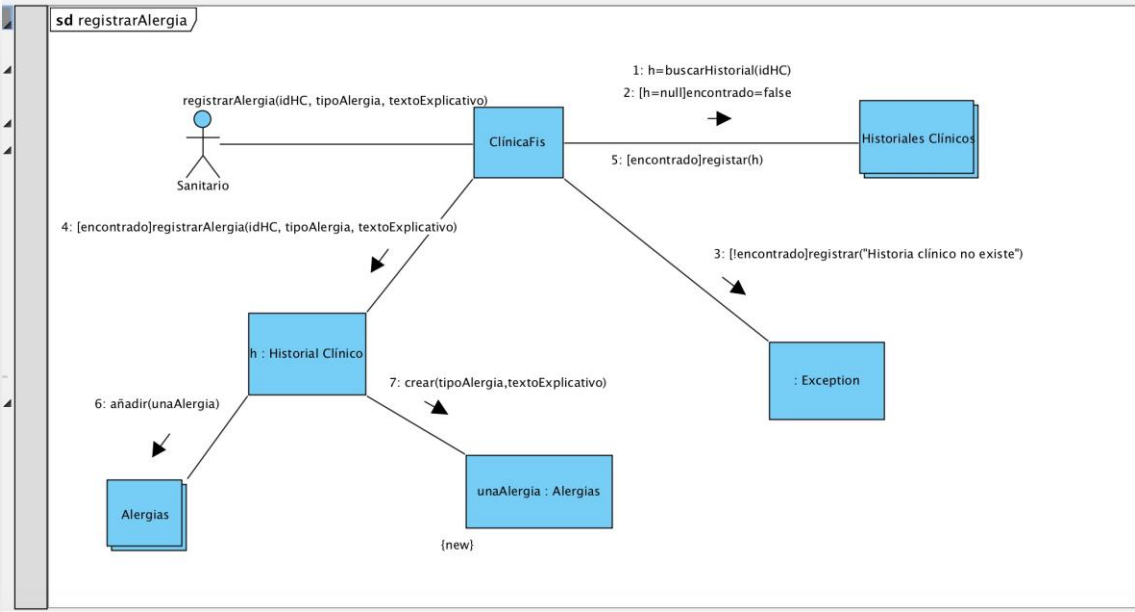 sd registrarAlergia
1: h=buscarHistorial(idHC)
2: [h=null]encontrado=false
registrarAlergia(idHC, tipoAlergia, textoExplicativo)
ClínicaFis
Historiales Clínicos
5: [encontrado]registar(h)
Sanitario
4: [encontrado]registrarAlergia(idHC, tipoAlergia, textoExplicativo)
3: [!encontrado]registrar("Historia clínico no existe")
h : Historial Clínico
: Exception
7: crear(tipoAlergia,textoExplicativo)
6: añadir(unaAlergia)
unaAlergia : Alergias
Alergias
{new}